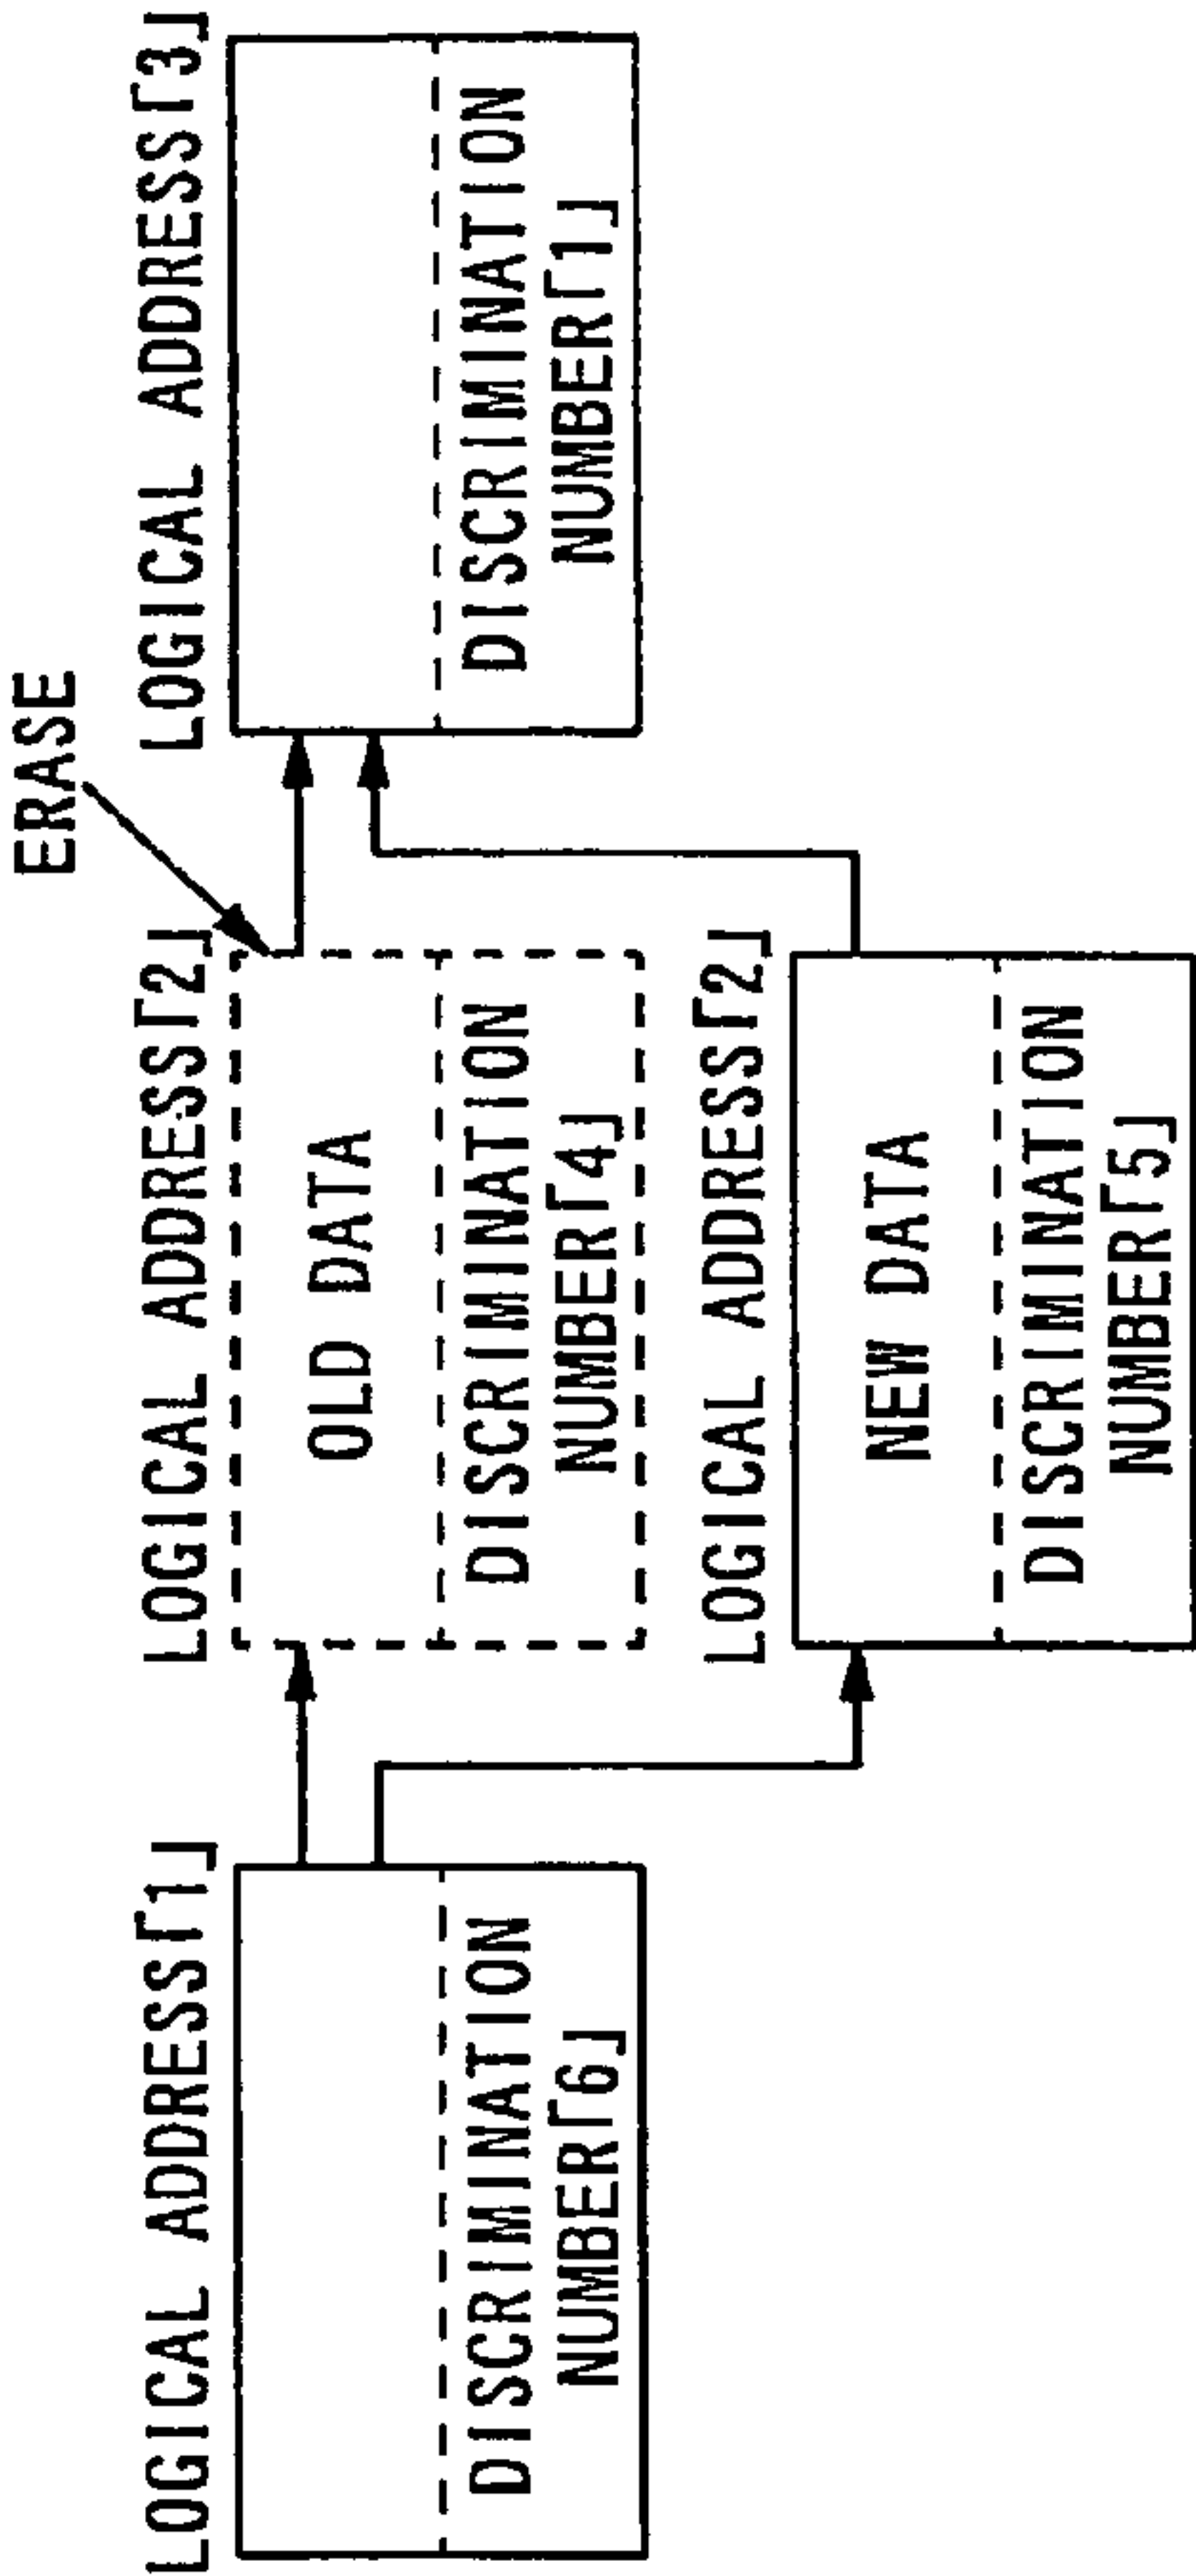 ERASE
LOGICAL ADDRESS「1」
DISCRIMINATION
NUMBER「6」
LOGICAL ADDRESS「2」
OLD DATA
DISCRIMINATION
NUMBER「4」
LOGICAL ADDRESS「3」
DISCRIMINATION
NUMBER「1」
LOGICAL ADDRESS「2」
NEW DATA
DISCRIMINATION
NUMBER「5」